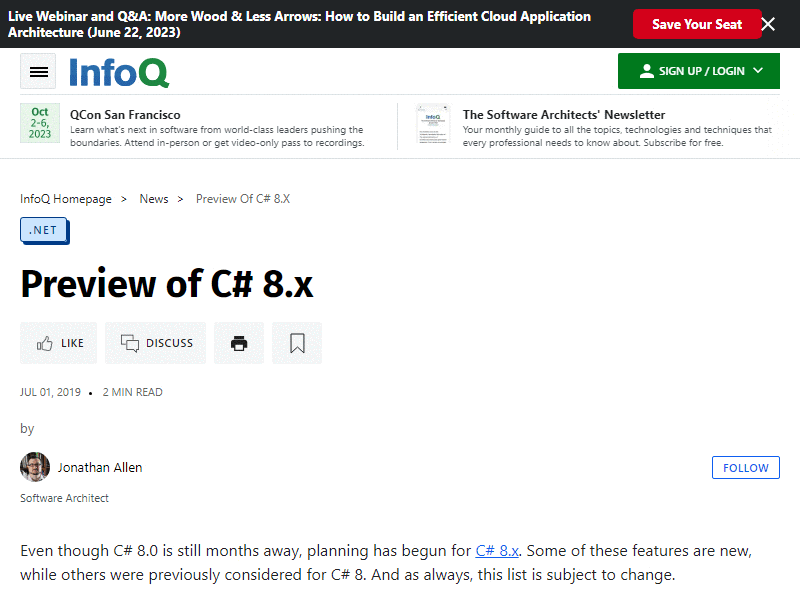 Live Webinar and Q&A: More Wood & Less Arrows: How to Build an Efficient Cloud Application
Architecture (June 22, 2023)
Save Your Seat
InfoQ
SIGN UP / LOGIN
Oct
2-6,
2023
QCon San Francisco
Learn what's next in software from world-class leaders pushing the
boundaries. Attend in-person or get video-only pass to recordings.
InfoQ
The Software Architects' Newsletter
Your monthly guide to all the topics, technologies and techniques that
every professional needs to know about. Subscribe for free.
InfoQ Homepage > News > Preview Of C# 8.X
.NET
Preview of C# 8.x
LIKE
DISCUSS
JUL 01, 2019 • 2 MIN READ
by
Jonathan Allen
FOLLOW
Software Architect
Even though C# 8.0 is still months away, planning has begun for C# 8.x. Some of these features are new,
while others were previously considered for C# 8. And as always, this list is subject to change.